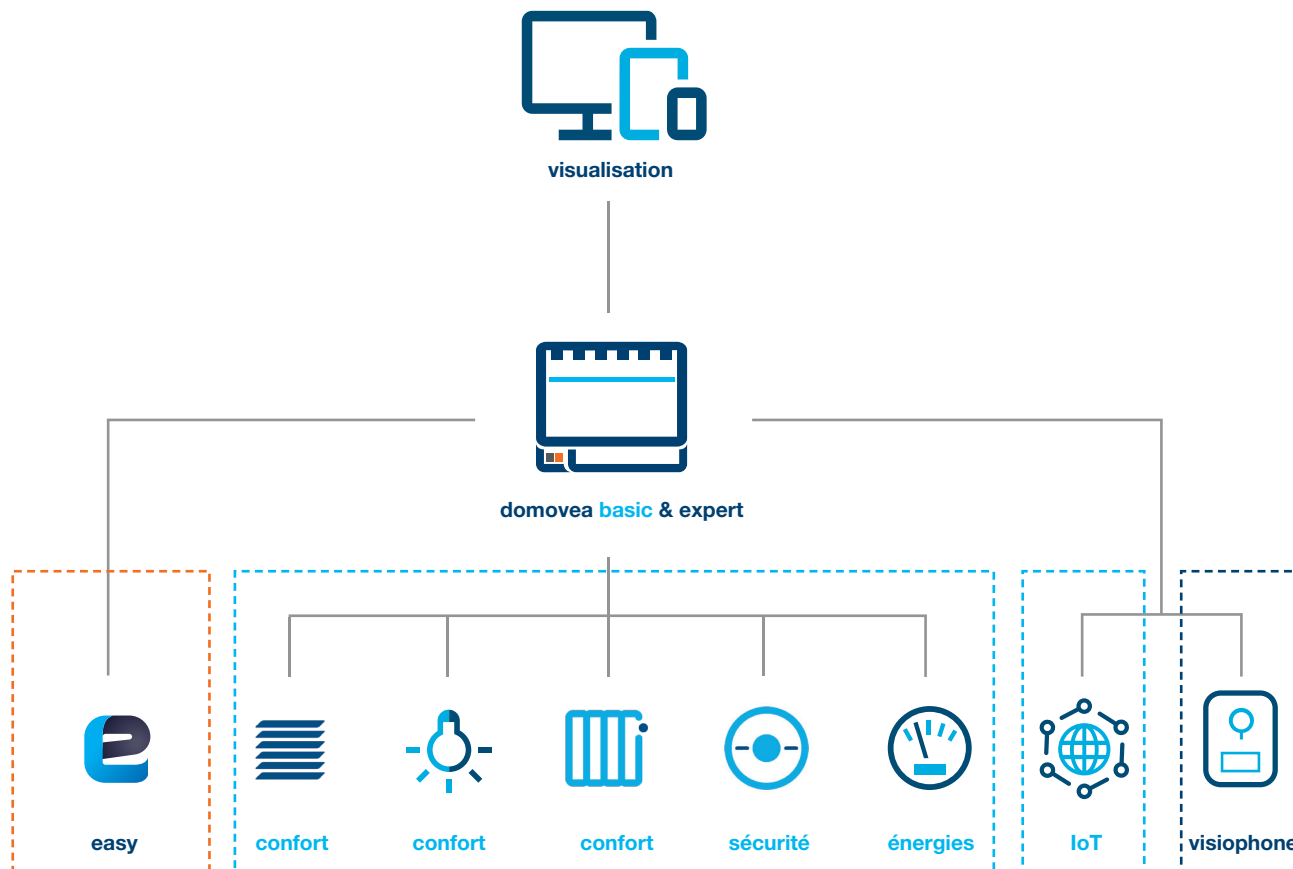 visualisation
domovea basic & expert
easy
confort
confort
confort
sécurité
énergies
IoT
visiophone